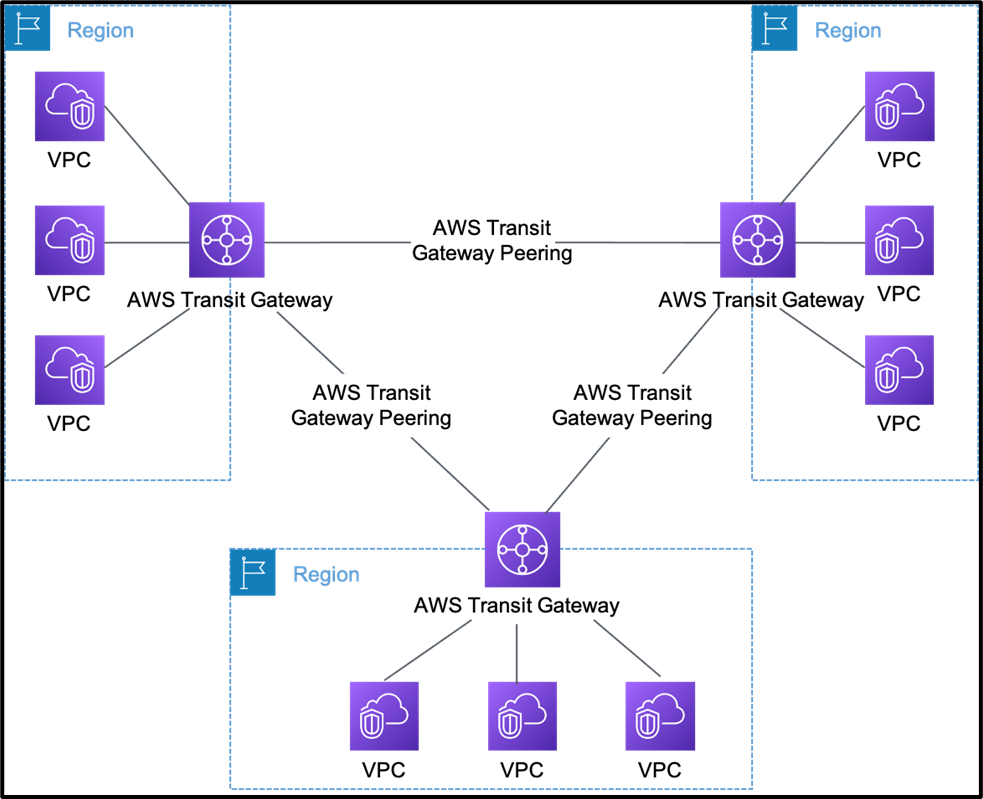 Region
Region
VPC
VPC
AWS Transit
Gateway Peering
VPC
VPC
AWS Transit Gateway
AWS Transit Gateway
AWS Transit
Gateway Peering
AWS Transit
Gateway Peering
VPC
VPC
Region
AWS Transit Gateway
VPC
VPC
VPC